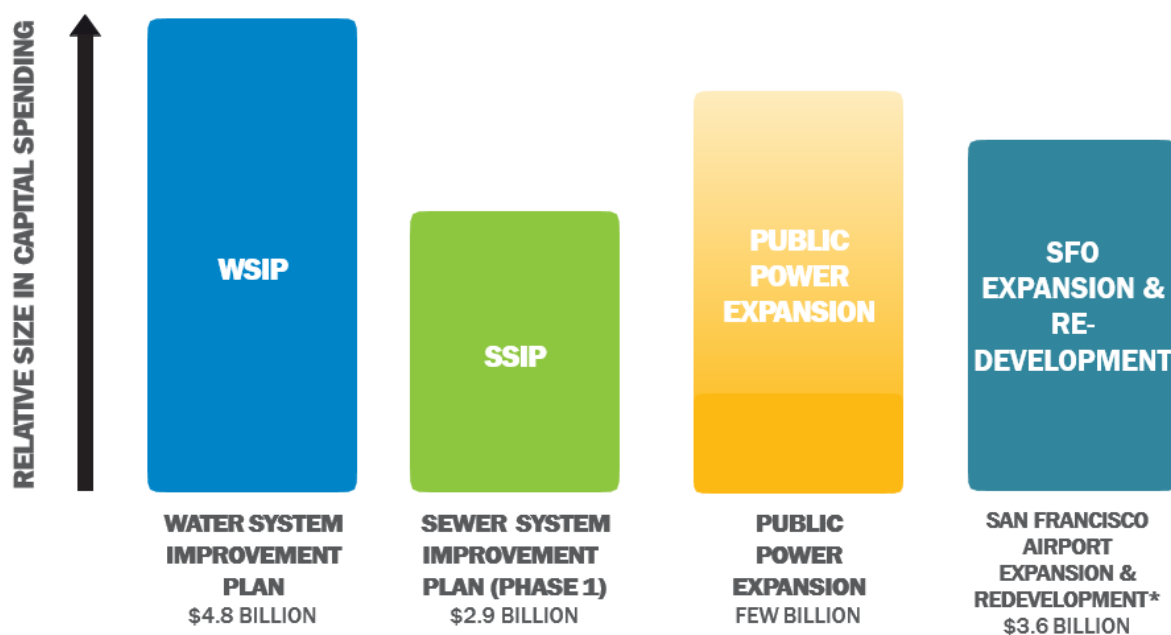 RELATIVE SIZE IN CAPITAL SPENDING
WSIP
SSIP
PUBLIC
POWER
EXPANSION
SFO
EXPANSION &
RE-
DEVELOPMENT
WATER SYSTEM
IMPROVEMENT
PLAN
$4.8 BILLION
SEWER SYSTEM
IMPROVEMENT
PLAN (PHASE 1)
$2.9 BILLION
PUBLIC
POWER
EXPANSION
FEW BILLION
SAN FRANCISCO
AIRPORT
EXPANSION &
REDEVELOPMENT*
$3.6 BILLION